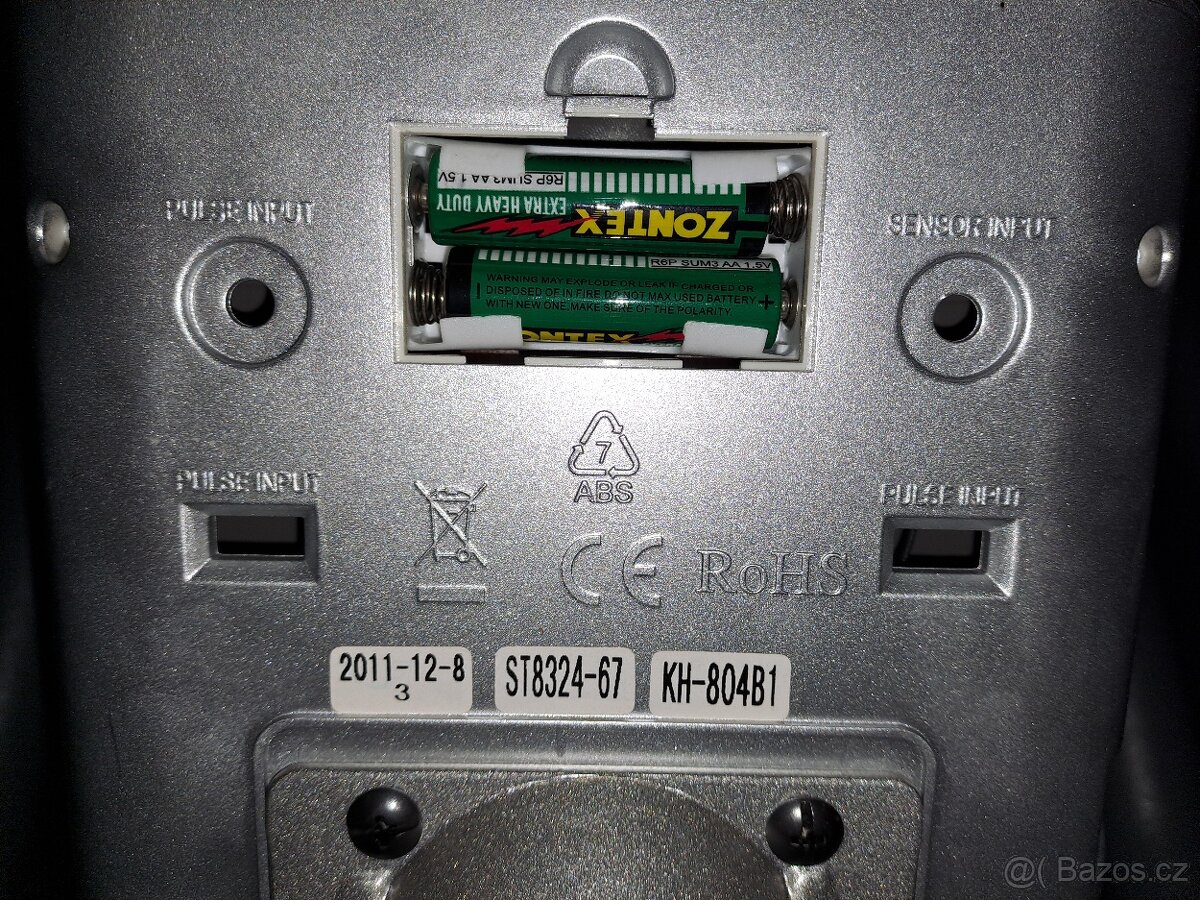 R6P SUM3 AA 1.5V
EXTRA HEAVY DUTY
ZONTEX
R6P SUM3 AA 1.5V
WARNING MAY EXPLODE OR LEAK IF CHARGED OR
DISPOSED OF IN FIRE DO NOT MAX USED BATTERY
WITH NEW ONE.MAKE SURE OF THE POLARITY.
- +
ONTEX
PULSE INPUT
SENSOR INPUT
7
ABS
PULSE INPUT
PULSE INPUT
CE RoHS
2011-12-8
3
ST8324-67
KH-804B1
@( Bazos.cz